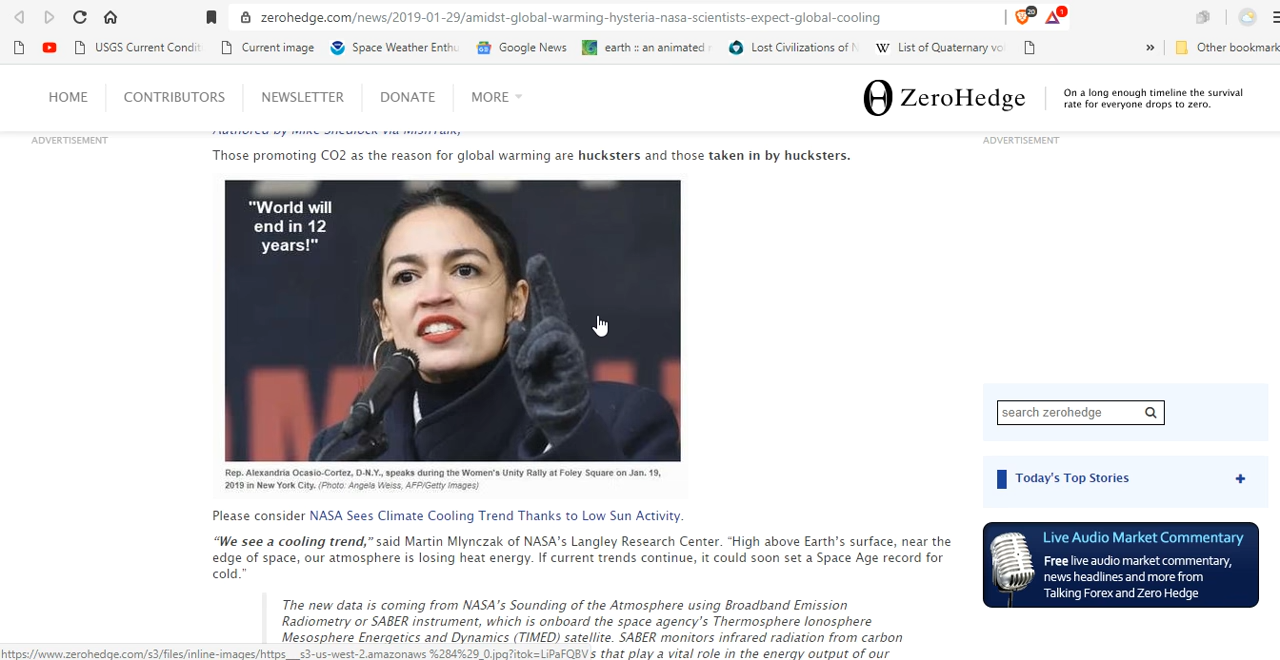 zerohedge.com/news/2019-01-29/amidst-global-warming-hysteria-nasa-scientists-expect-global-cooling
20
1
USGS Current Condit
Current image
Space Weather Enthu
Google News
earth :: an animated
Lost Civilizations of
List of Quaternary vo
»
Other bookmark
HOME
CONTRIBUTORS
NEWSLETTER
DONATE
MORE
ZeroHedge
On a long enough timeline the survival
rate for everyone drops to zero.
Authored by Mike Shedlock via MishTalk,
ADVERTISEMENT
ADVERTISEMENT
Those promoting CO2 as the reason for global warming are hucksters and those taken in by hucksters.
"World will
end in 12
years!"
Rep. Alexandria Ocasio-Cortez, D-N.Y., speaks during the Women's Unity Rally at Foley Square on Jan. 19,
2019 in New York City. (Photo: Angela Weiss, AFP/Getty Images)
Please consider NASA Sees Climate Cooling Trend Thanks to Low Sun Activity.
“We see a cooling trend,” said Martin Mlynczak of NASA’s Langley Research Center. “High above Earth’s surface, near the
edge of space, our atmosphere is losing heat energy. If current trends continue, it could soon set a Space Age record for
cold.”
The new data is coming from NASA’s Sounding of the Atmosphere using Broadband Emission
Radiometry or SABER instrument, which is onboard the space agency’s Thermosphere Ionosphere
Mesosphere Energetics and Dynamics (TIMED) satellite. SABER monitors infrared radiation from carbon
s that play a vital role in the energy output of our
search zerohedge
Today's Top Stories
+
Live Audio Market Commentary
Free live audio market commentary,
news headlines and more from
Talking Forex and Zero Hedge
https://www.zerohedge.com/s3/files/inline-images/https___s3-us-west-2.amazonaws %284%29_0.jpg?itok=LiPaFQBV